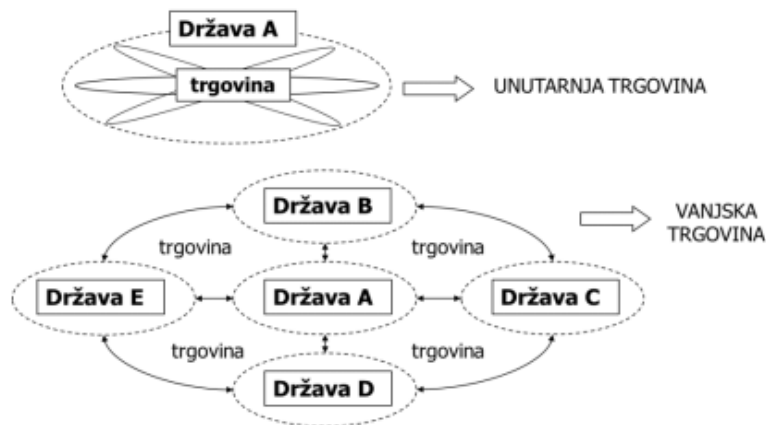 Država A
trgovina
UNUTARNJA TRGOVINA
Država B
VANJSKA
TRGOVINA
trgovina
trgovina
Država E
Država A
Država C
trgovina
trgovina
Država D